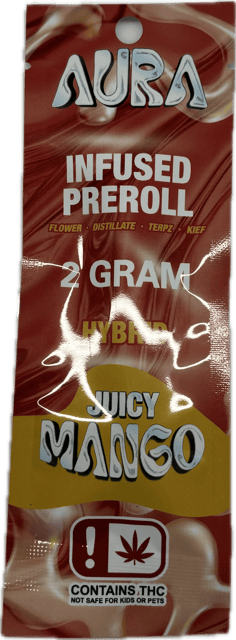 AURA
INFUSED
PREROLL
FLOWER · DISTILLATE · TERPZ · KIEF
2 GRAM
HYBRID
JUICY
MANGO
!
CONTAINS THC
NOT SAFE FOR KIDS OR PETS